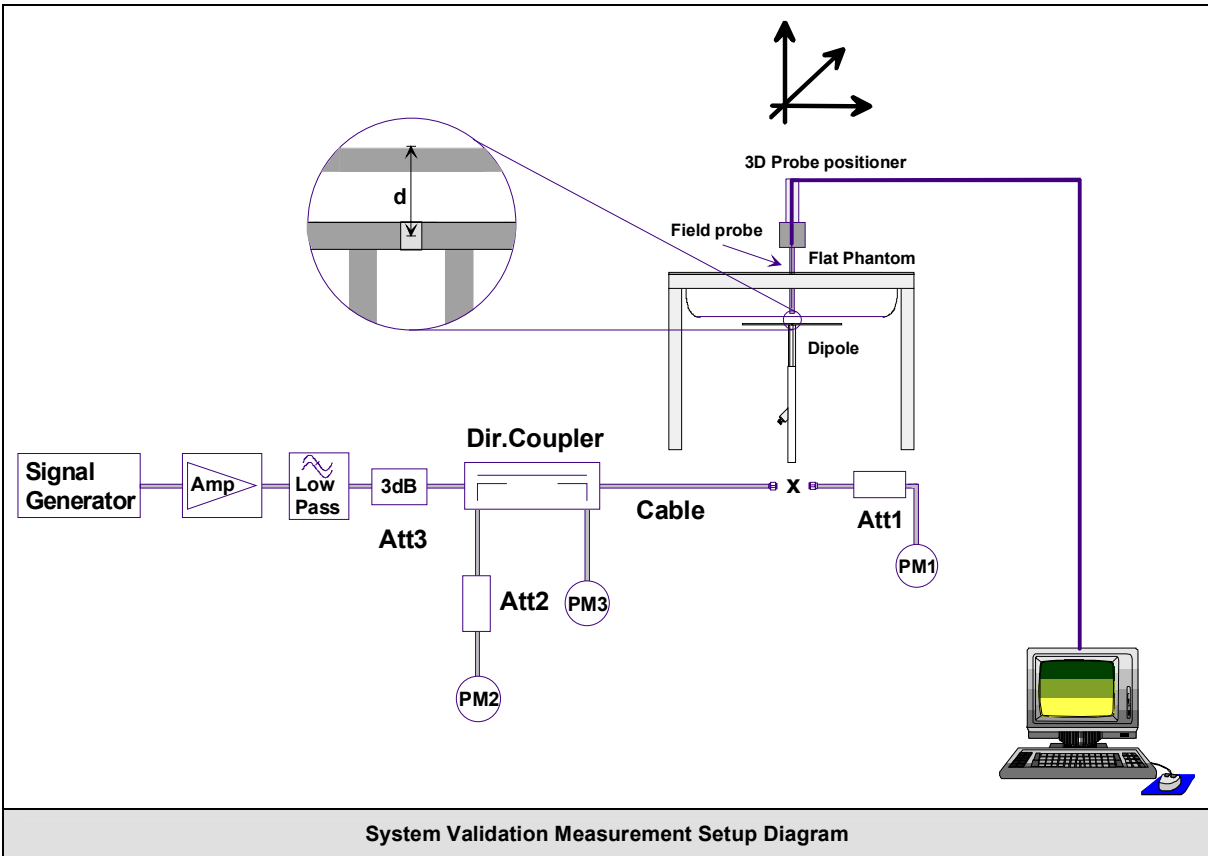 3D Probe positioner
d
Field probe
Flat Phantom
Dipole
Dir.Coupler
Signal
Generator
Amp
Low
Pass
3dB
Att3
Cable
X
Att1
PM1
Att2
PM3
PM2
System Validation Measurement Setup Diagram